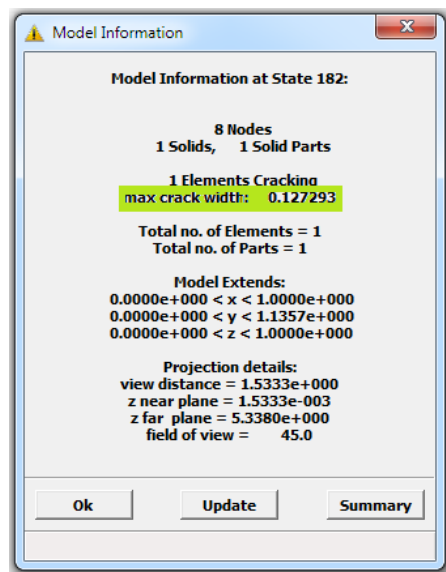 Model Information
Model Information at State 182:
8 Nodes
1 Solids, 1 Solid Parts
1 Elements Cracking
max crack width: 0.127293
Total no. of Elements = 1
Total no. of Parts = 1
Model Extends:
0.0000e+000 < x < 1.0000e+000
0.0000e+000 < y < 1.1357e+000
0.0000e+000 < z < 1.0000e+000
Projection details:
view distance = 1.5333e+000
z near plane = 1.5333e-003
z far plane = 5.3380e+000
field of view = 45.0
Ok Update Summary